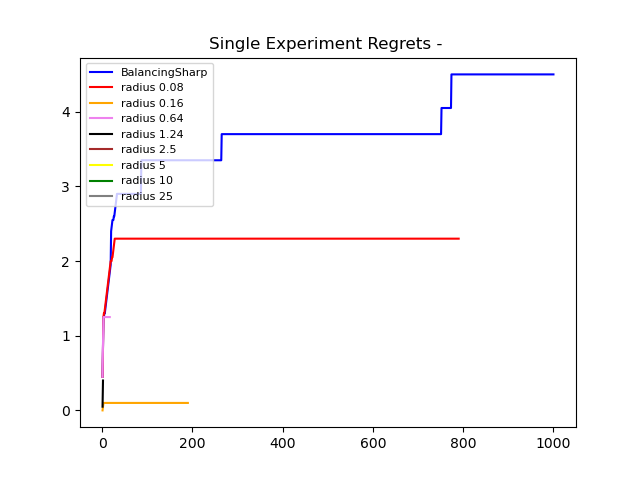 Single Experiment Regrets -
BalancingSharp
radius 0.08
radius 0.16
radius 0.64
radius 1.24
radius 2.5
radius 5
radius 10
radius 25
4
3
2
1
0
0 200 400 600 800 1000